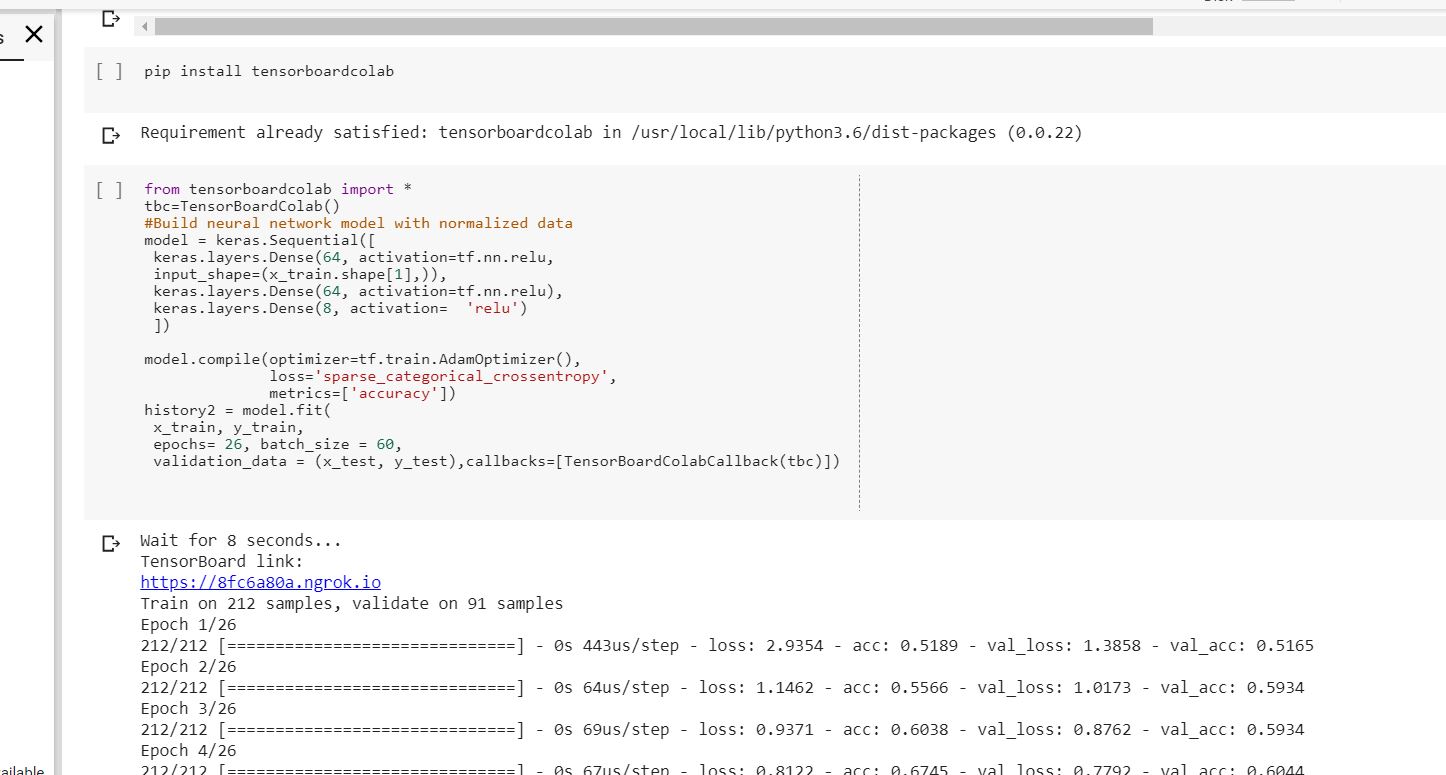 [ ] pip install tensorboardcolab
Requirement already satisfied: tensorboardcolab in /usr/local/lib/python3.6/dist-packages (0.0.22)
[ ] from tensorboardcolab import *
tbc=TensorBoardColab()
#Build neural network model with normalized data
model = keras.Sequential([
keras.layers.Dense(64, activation=tf.nn.relu,
input_shape=(x_train.shape[1],)),
keras.layers.Dense(64, activation=tf.nn.relu),
keras.layers.Dense(8, activation=  'relu')
])
model.compile(optimizer=tf.train.AdamOptimizer(),
loss='sparse_categorical_crossentropy',
metrics=['accuracy'])
history2 = model.fit(
x_train, y_train,
epochs= 26, batch_size = 60,
validation_data = (x_test, y_test),callbacks=[TensorBoardColabCallback(tbc)])
Wait for 8 seconds...
TensorBoard link:
https://8fc6a80a.ngrok.io
Train on 212 samples, validate on 91 samples
Epoch 1/26
212/212 [==============================] - 0s 443us/step - loss: 2.9354 - acc: 0.5189 - val_loss: 1.3858 - val_acc: 0.5165
Epoch 2/26
212/212 [==============================] - 0s 64us/step - loss: 1.1462 - acc: 0.5566 - val_loss: 1.0173 - val_acc: 0.5934
Epoch 3/26
212/212 [==============================] - 0s 69us/step - loss: 0.9371 - acc: 0.6038 - val_loss: 0.8762 - val_acc: 0.5934
Epoch 4/26
212/212 [==============================] - 0s 67us/step - loss: 0.8122 - acc: 0.6745 - val_loss: 0.7792 - val_acc: 0.6044